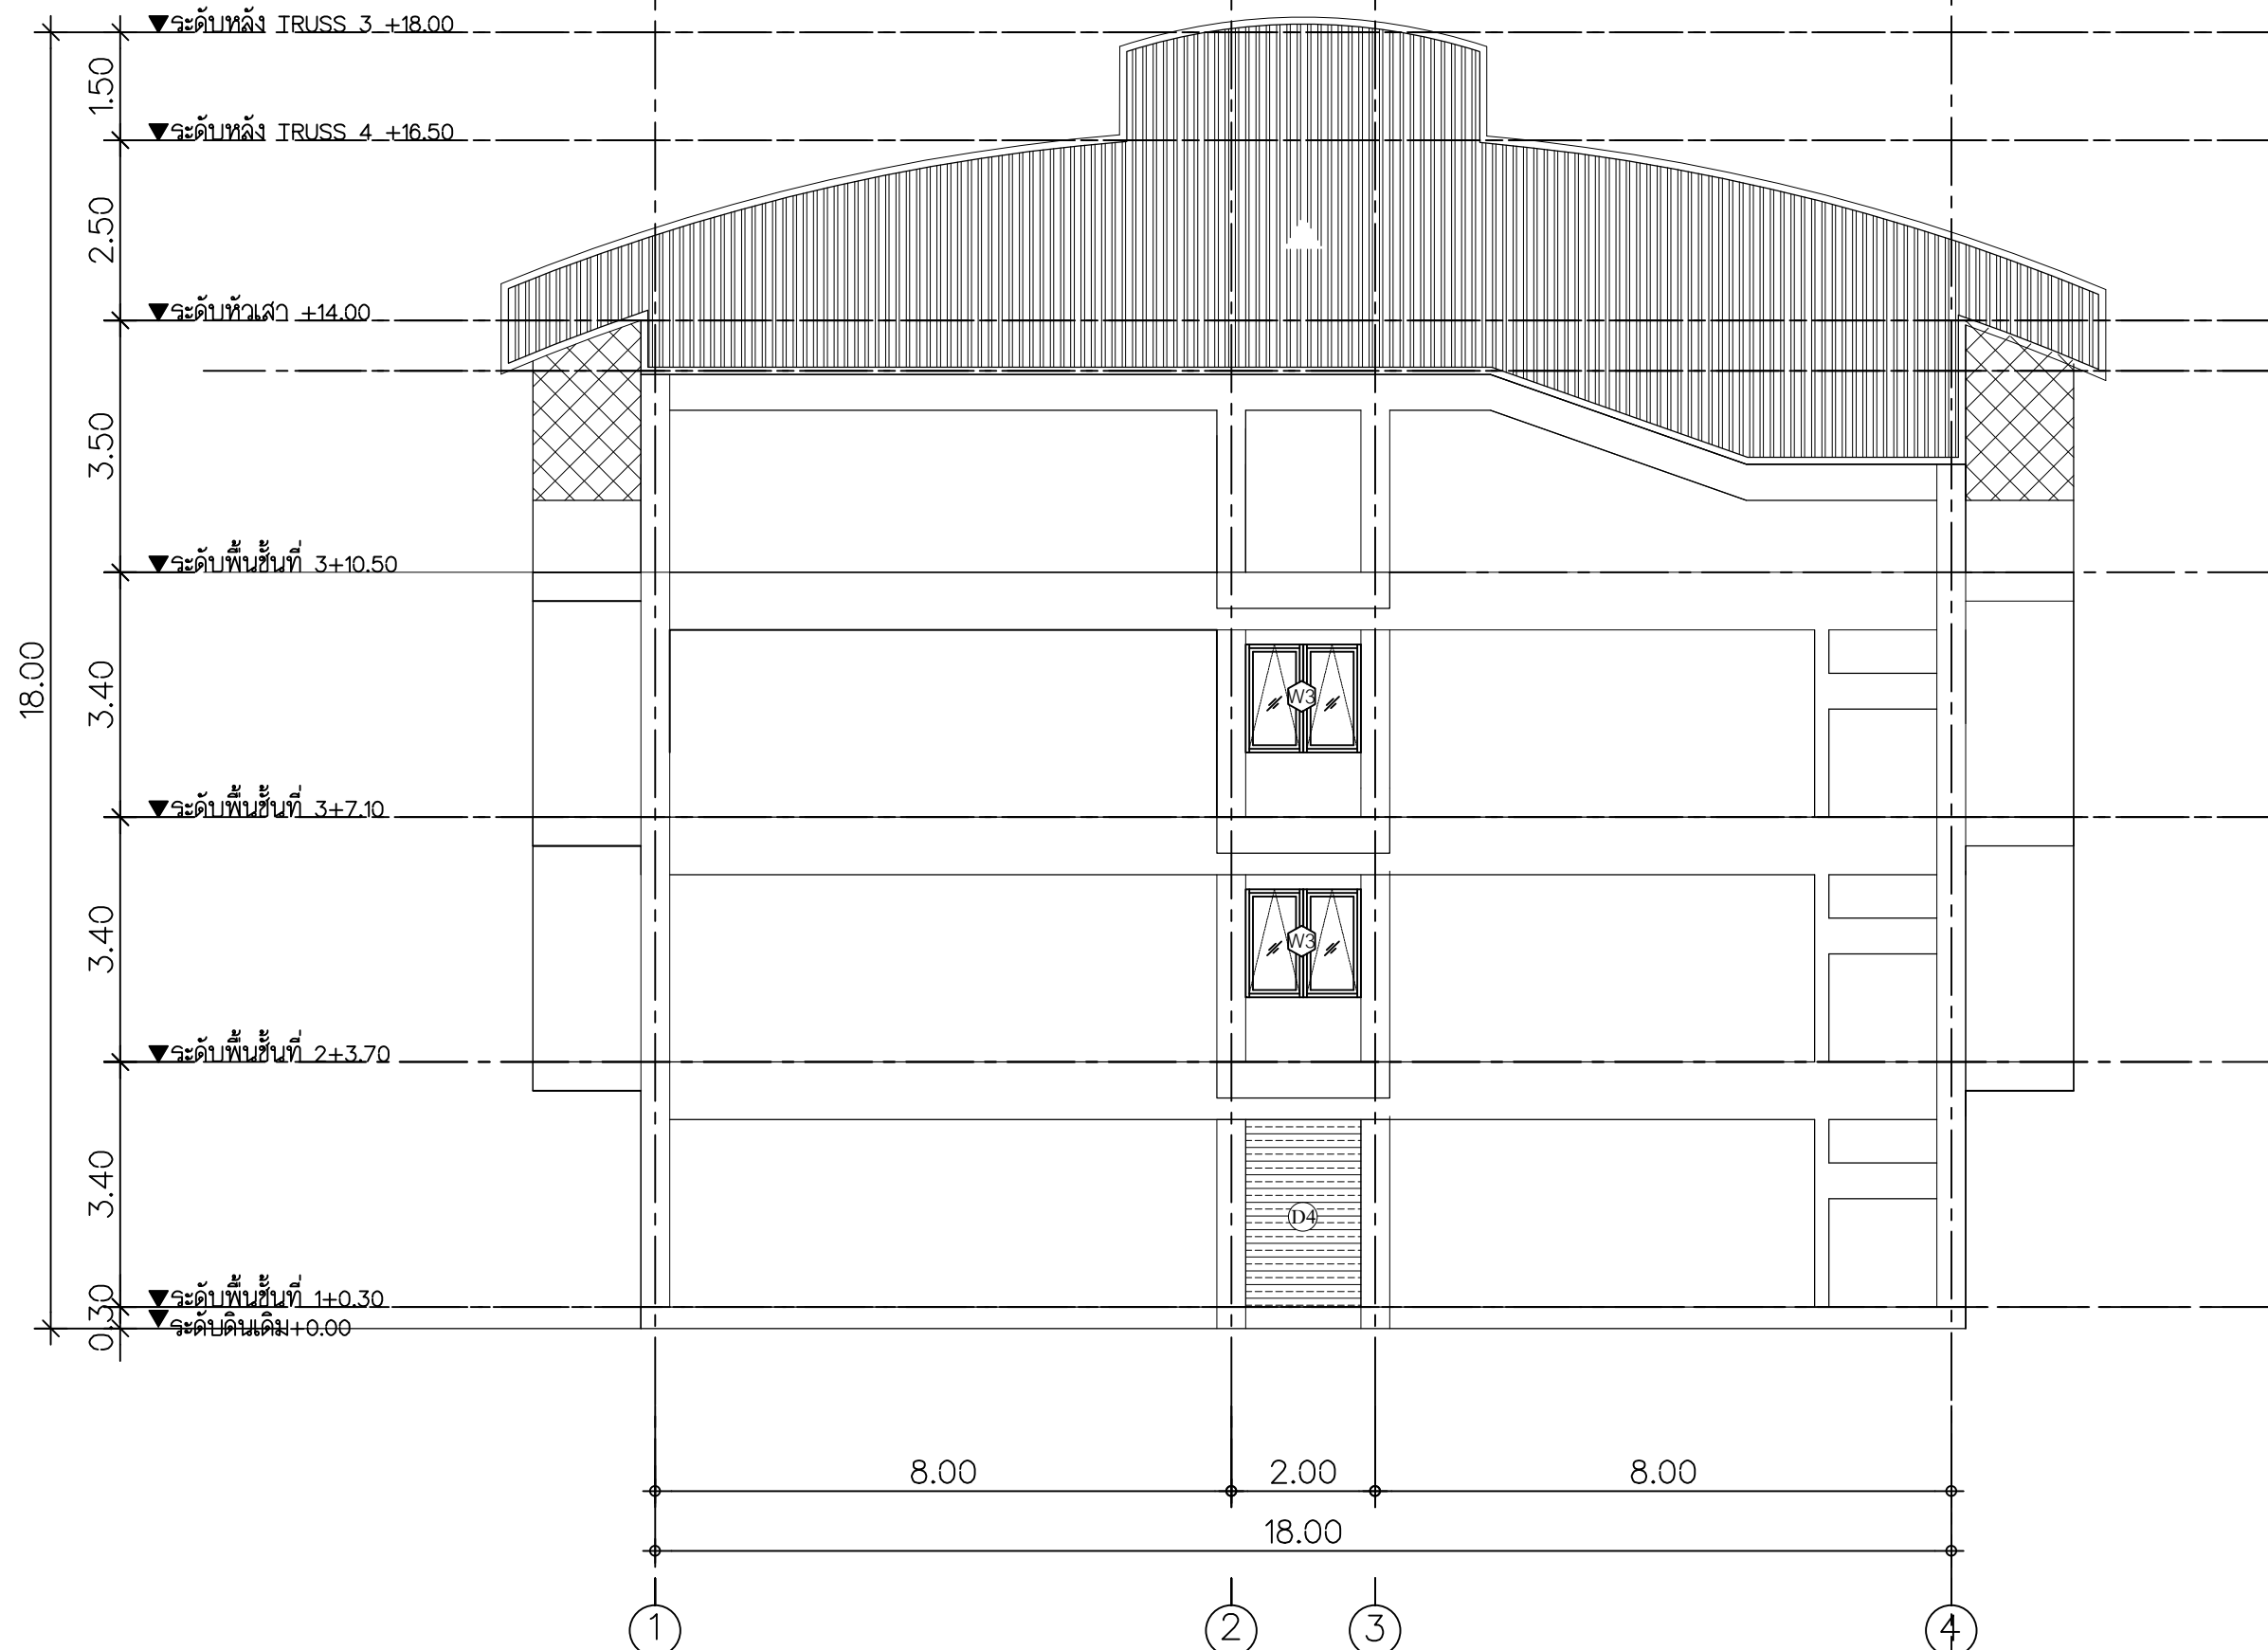 ▼ระดับหลัง TRUSS 3 +18.00
1.50
▼ระดับหลัง TRUSS 4 +16.50
2.50
▼ระดับหัวเสา +14.00
3.50
▼ระดับพื้นชั้นที่ 3+10.50
18.00
3.40
W3
▼ระดับพื้นชั้นที่ 3+7.10
3.40
W3
▼ระดับพื้นชั้นที่ 2+3.70
3.40
D4
▼ระดับพื้นชั้นที่ 1+0.30
0.30
▼ระดับดินเดิม+0.00
8.00 2.00 8.00
18.00
1 2 3 4